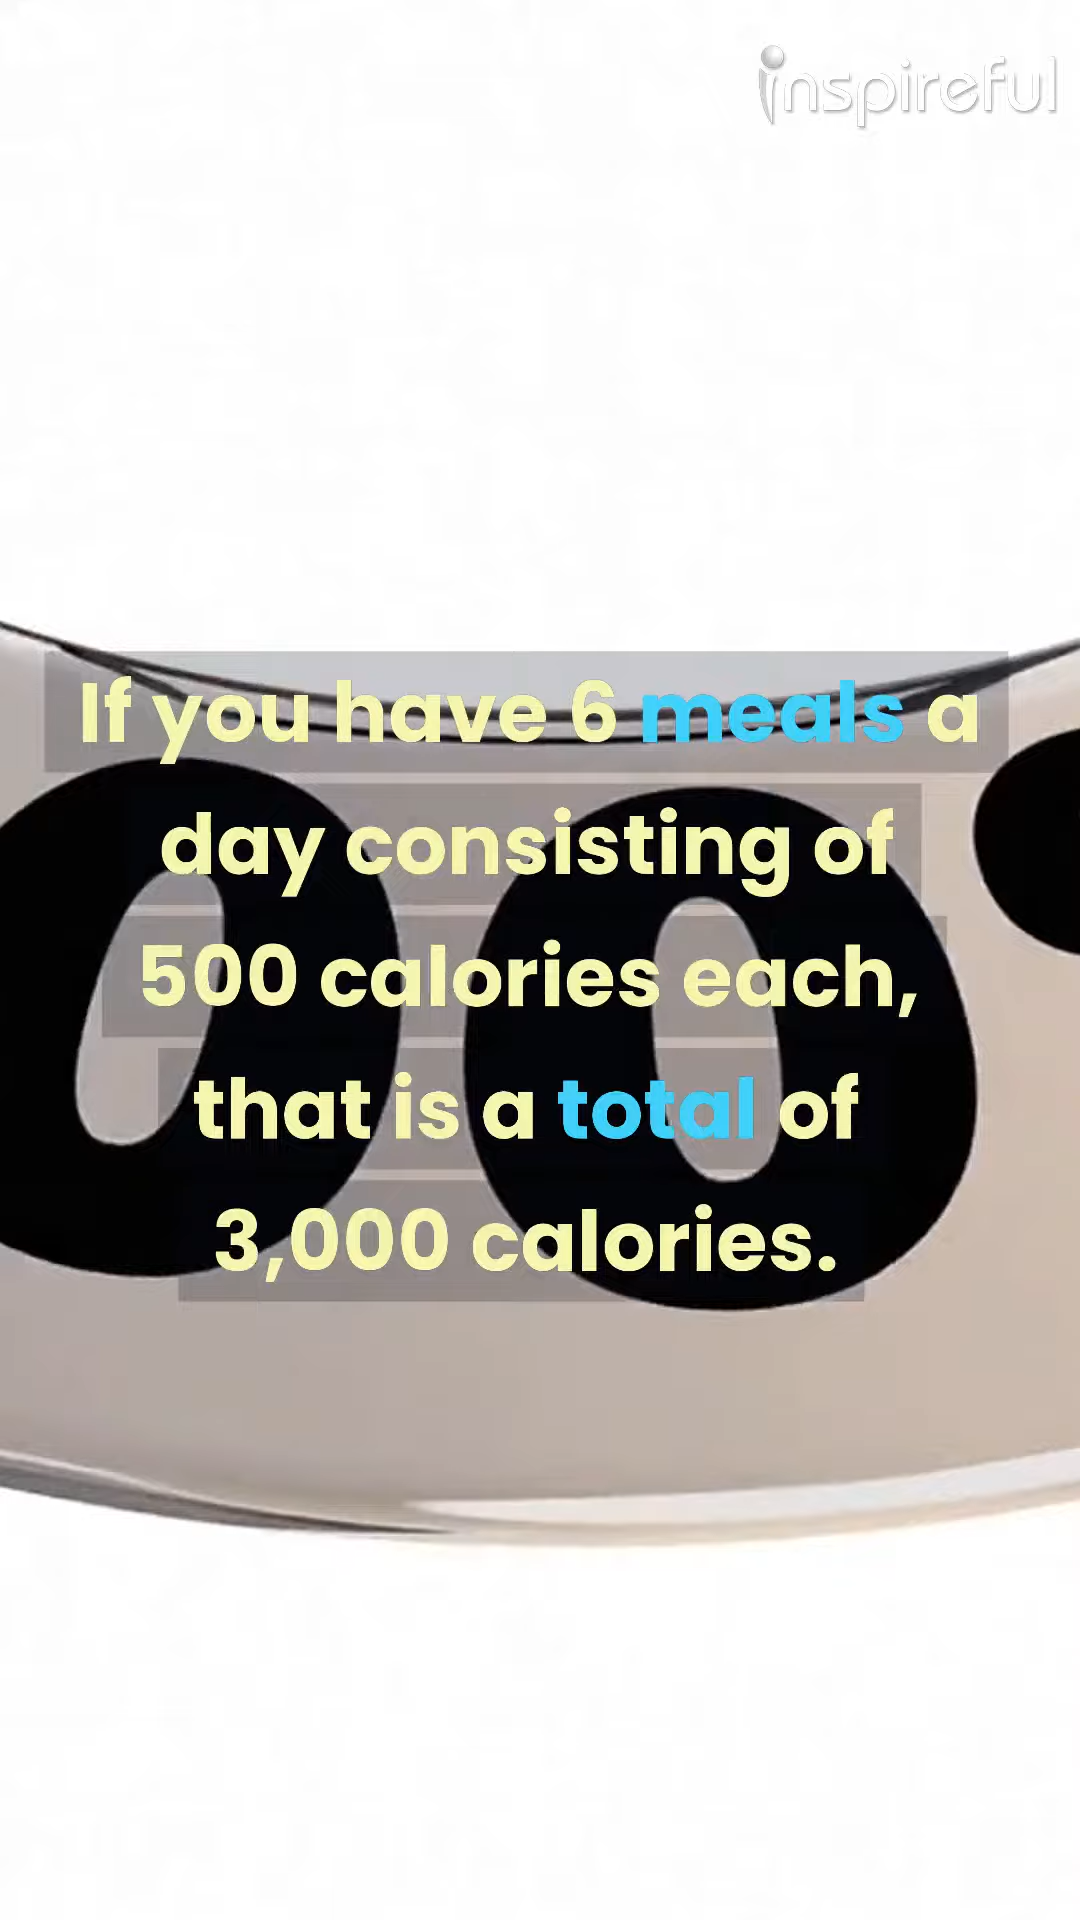 inspireful
If you have 6 meals a
day consisting of
500 calories each,
that is a total of
3,000 calories.